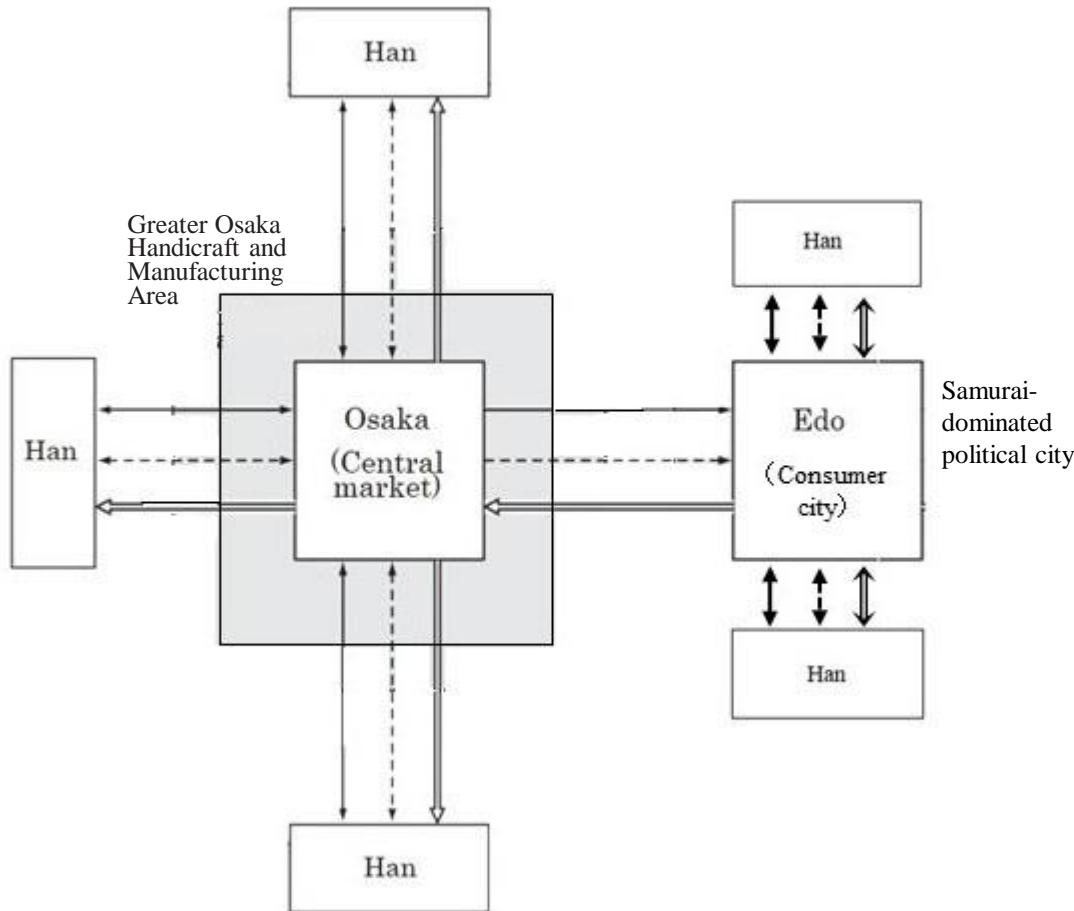 Han
Greater Osaka
Handicraft and
Manufacturing
Area
Han
Han
Osaka
(Central
market)
Edo
(Consumer
city)
Samurai-
dominated
political city
Han
Han